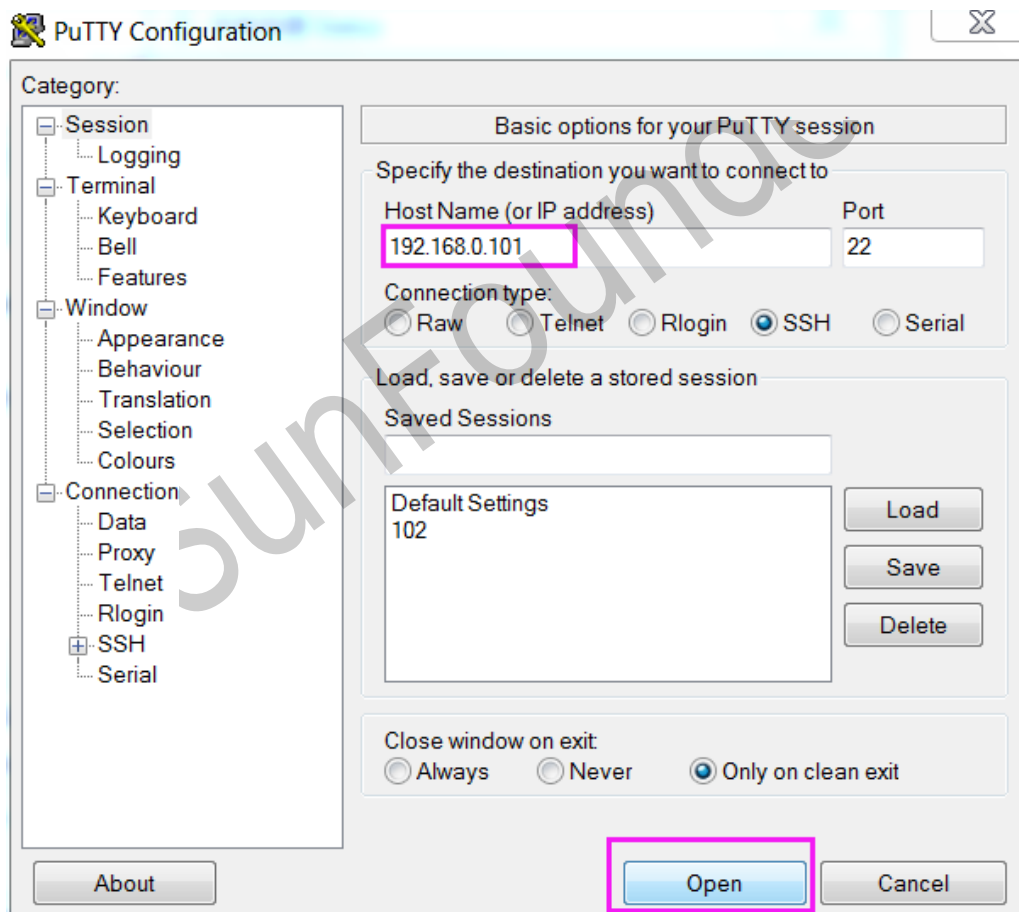 PuTTY Configuration
Category:
Session
Logging
Terminal
Keyboard
Bell
Features
Window
Appearance
Behaviour
Translation
Selection
Colours
Connection
Data
Proxy
Telnet
Rlogin
SSH
Serial
Basic options for your PuTTY session
Specify the destination you want to connect to
Host Name (or IP address) Port
192.168.0.101 22
Connection type:
Raw Telnet Rlogin SSH Serial
Load, save or delete a stored session
Saved Sessions
Default Settings
102
Load
Save
Delete
Close window on exit:
Always Never Only on clean exit
About Open Cancel
SunFounde